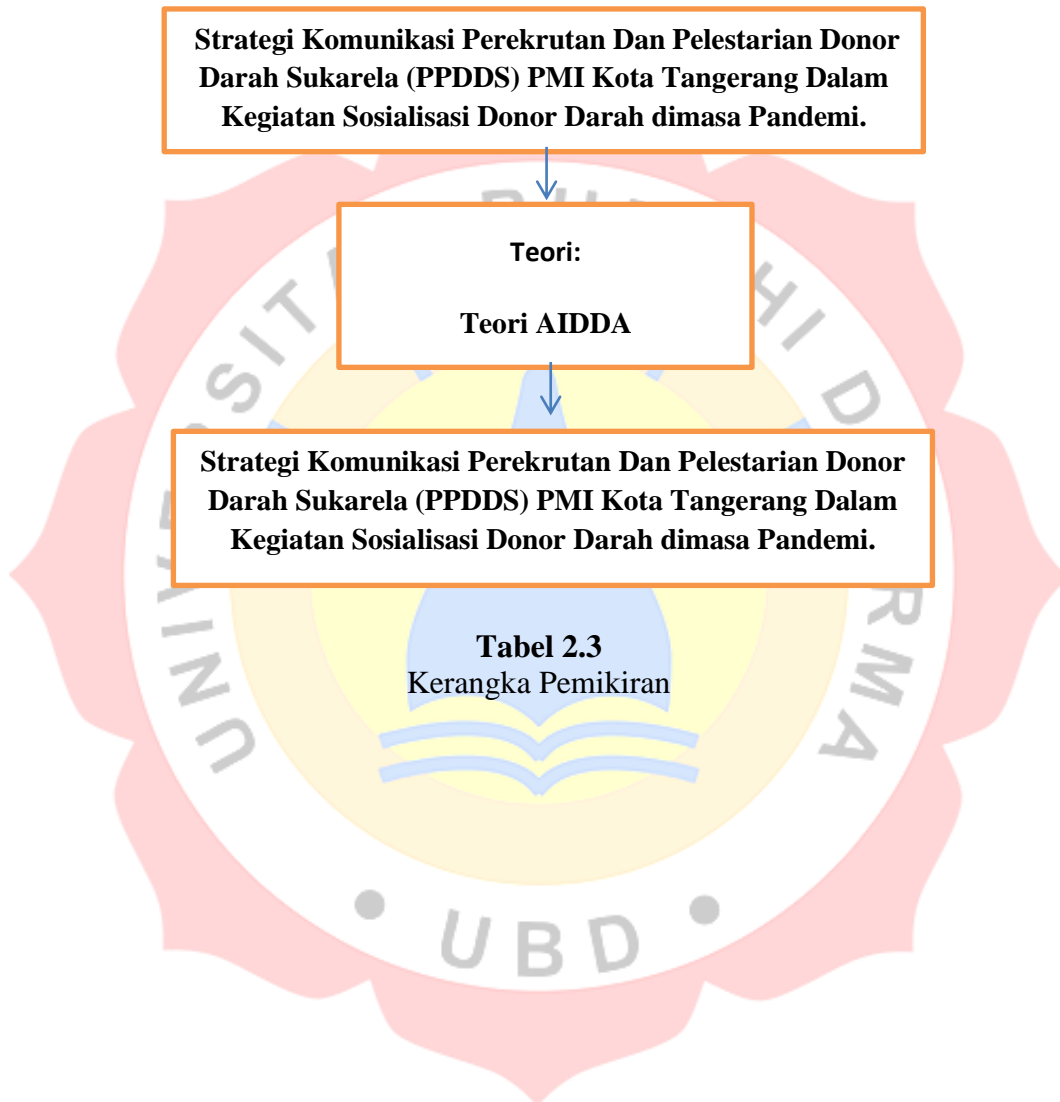 Strategi Komunikasi Perekrutan Dan Pelestarian Donor
Darah Sukarela (PPDDS) PMI Kota Tangerang Dalam
Kegiatan Sosialisasi Donor Darah dimasa Pandemi.
Teori:
Teori AIDDA
Strategi Komunikasi Perekrutan Dan Pelestarian Donor
Darah Sukarela (PPDDS) PMI Kota Tangerang Dalam
Kegiatan Sosialisasi Donor Darah dimasa Pandemi.
Tabel 2.3
Kerangka Pemikiran
UBD